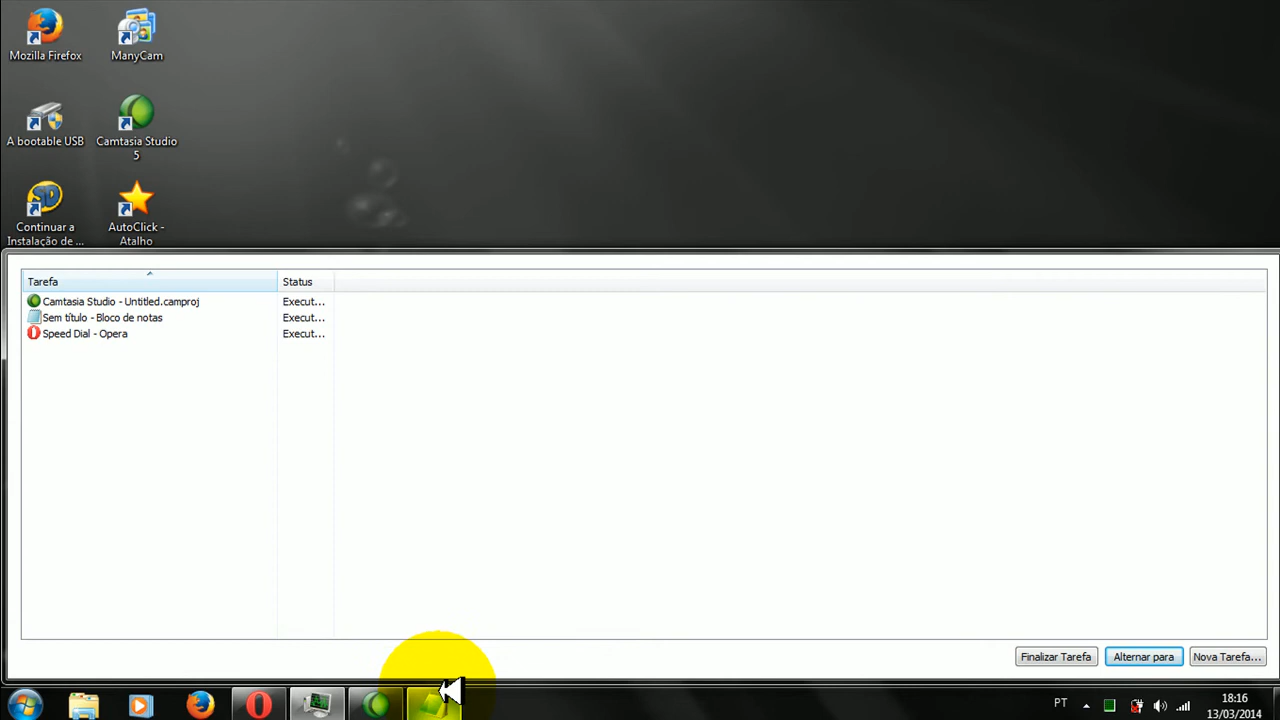 Mozilla Firefox
ManyCam
A bootable USB
Camtasia Studio
5
Continuar a
Instalação de ...
AutoClick -
Atalho
Tarefa
Status
Camtasia Studio - Untitled.camproj
Execut...
Sem título - Bloco de notas
Execut...
Speed Dial - Opera
Execut...
Finalizar Tarefa
Alternar para
Nova Tarefa...
PT
18:16
13/03/2014